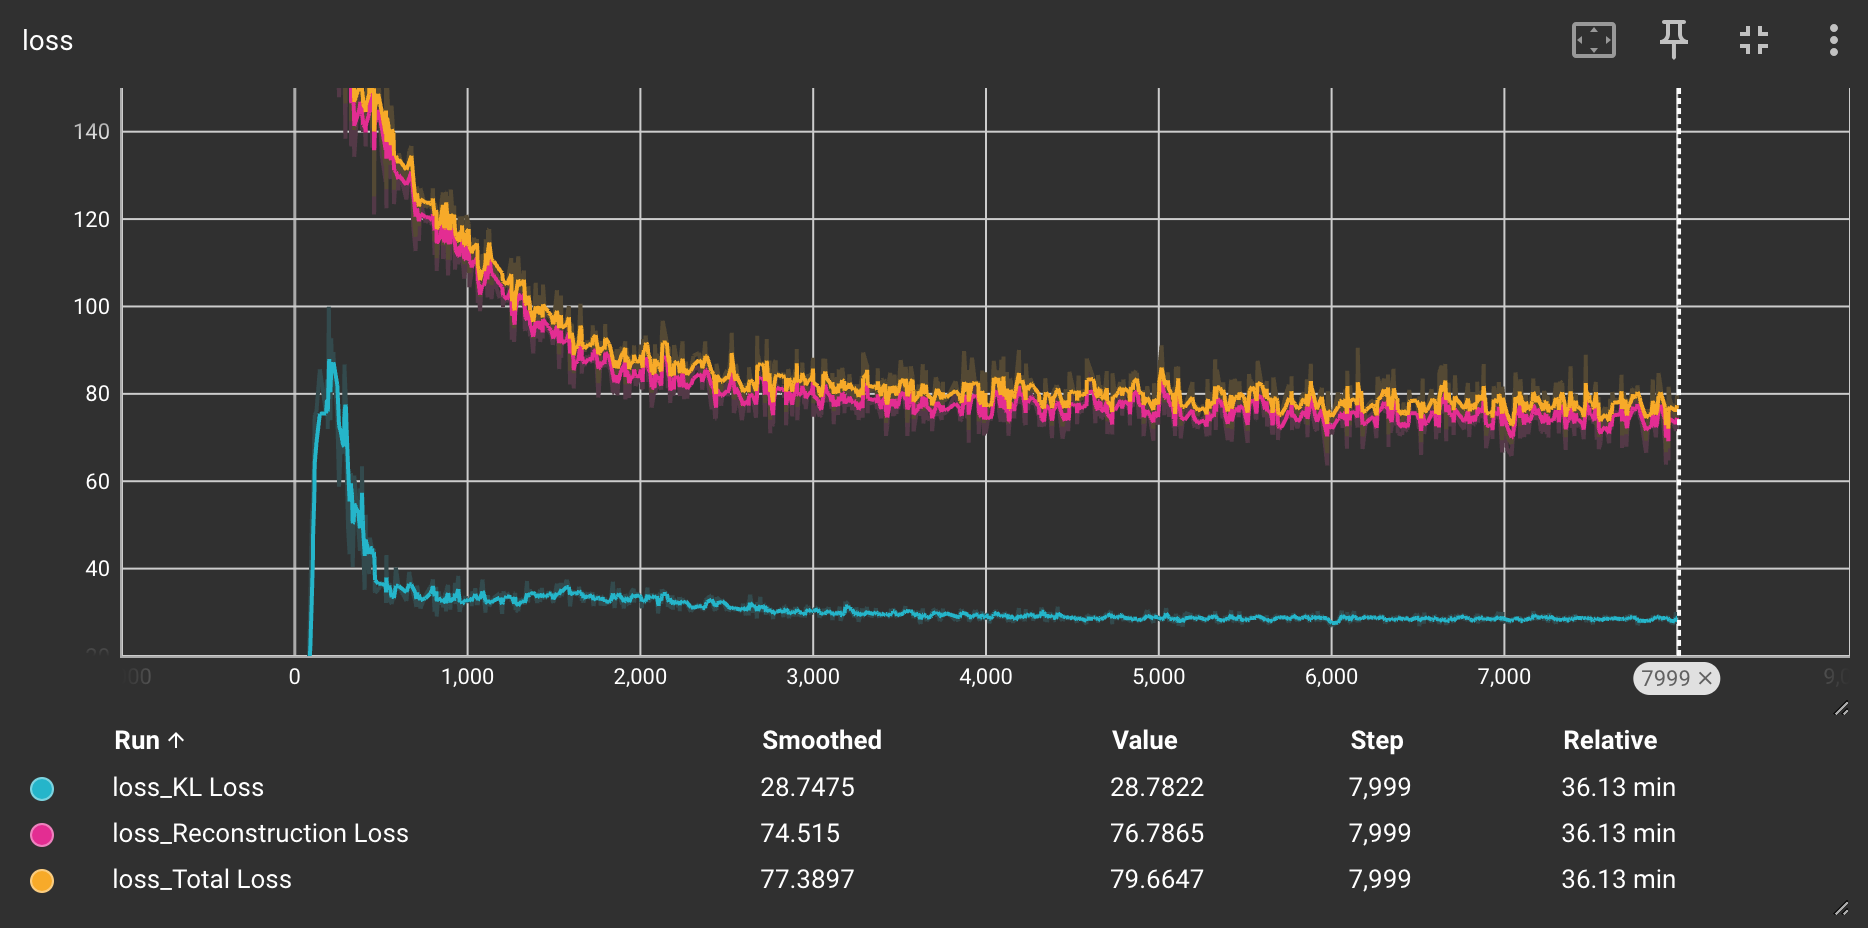 loss
140
120
100
80
60
40
20
0 1,000 2,000 3,000 4,000 5,000 6,000 7,000 7999 ×
Run ↑ Smoothed Value Step Relative
loss_KL Loss 28.7475 28.7822 7,999 36.13 min
loss_Reconstruction Loss 74.515 76.7865 7,999 36.13 min
loss_Total Loss 77.3897 79.6647 7,999 36.13 min